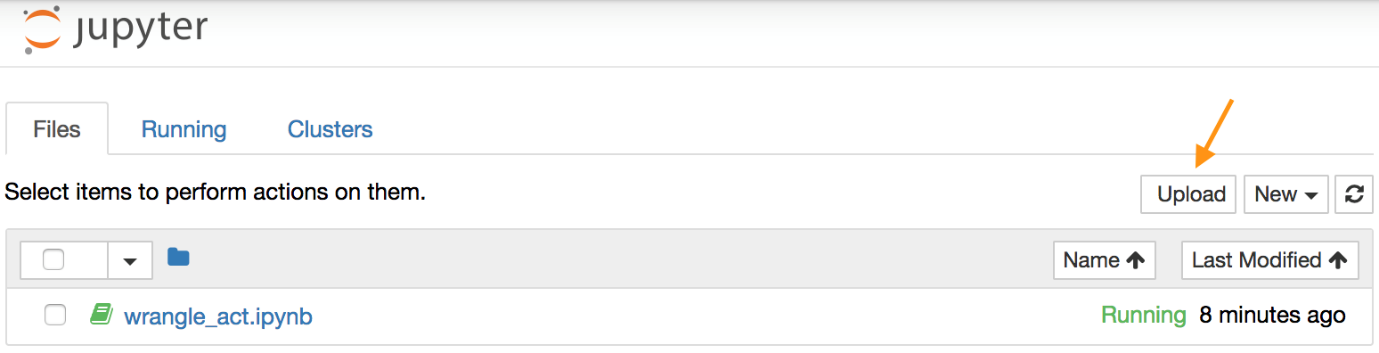 jupyter
Files Running Clusters
Select items to perform actions on them.
Upload New
Name Last Modified
wrangle_act.ipynb Running 8 minutes ago